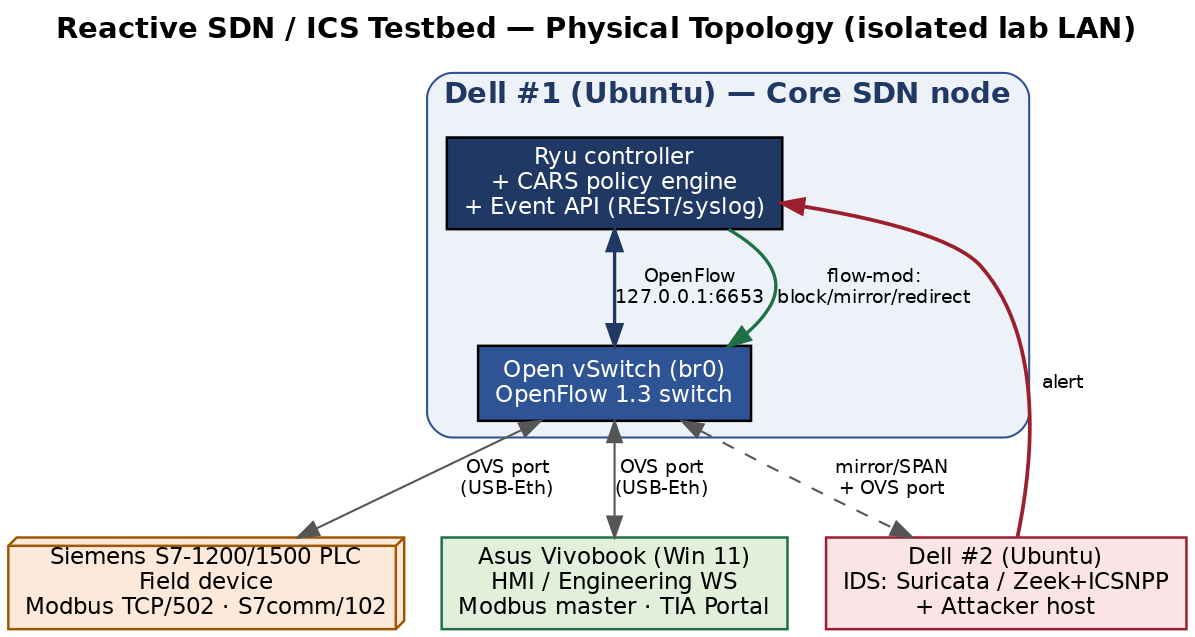 Reactive SDN / ICS Testbed — Physical Topology (isolated lab LAN)
Dell #1 (Ubuntu) — Core SDN node
Ryu controller
+ CARS policy engine
+ Event API (REST/syslog)
OpenFlow
127.0.0.1:6653
flow-mod:
block/mirror/redirect
Open vSwitch (br0)
OpenFlow 1.3 switch
alert
OVS port
(USB-Eth)
OVS port
(USB-Eth)
mirror/SPAN
+ OVS port
Siemens S7-1200/1500 PLC
Field device
Modbus TCP/502 · S7comm/102
Asus Vivobook (Win 11)
HMI / Engineering WS
Modbus master · TIA Portal
Dell #2 (Ubuntu)
IDS: Suricata / Zeek+ICSNPP
+ Attacker host